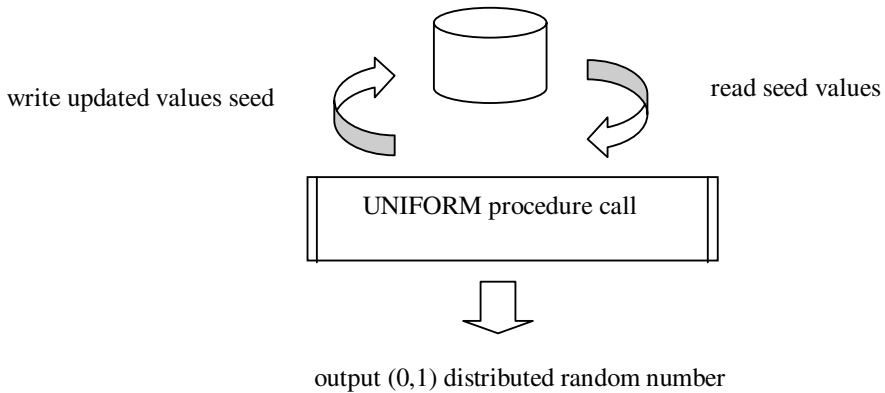 write updated values seed
read seed values
UNIFORM procedure call
output (0,1) distributed random number